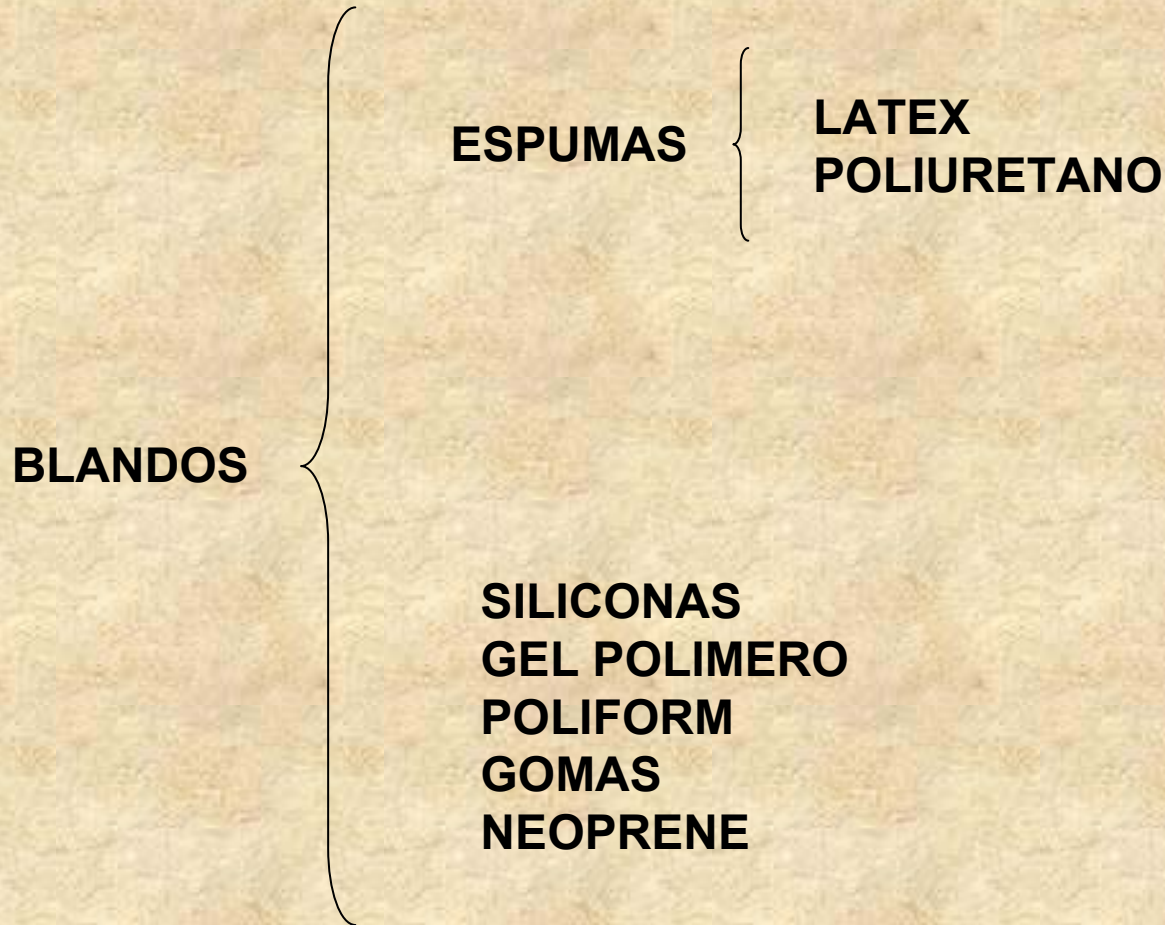 ESPUMAS
LATEX
POLIURETANO
BLANDOS
SILICONAS
GEL POLIMERO
POLIFORM
GOMAS
NEOPRENE